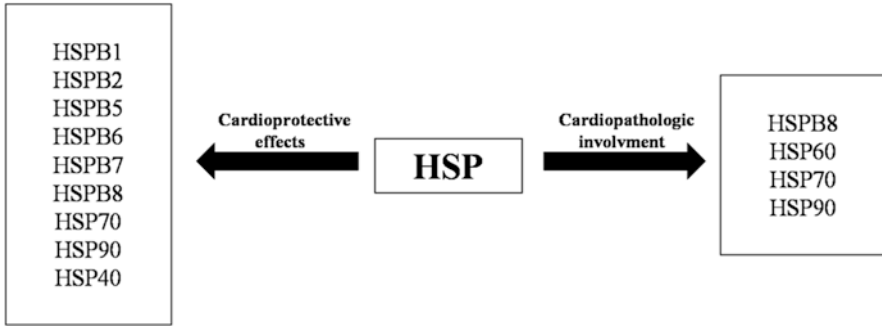 HSPB1
HSPB2
HSPB5
HSPB6
HSPB7
HSPB8
HSP70
HSP90
HSP40
Cardioprotective
effects
HSP
Cardiopathologic
involvment
HSPB8
HSP60
HSP70
HSP90